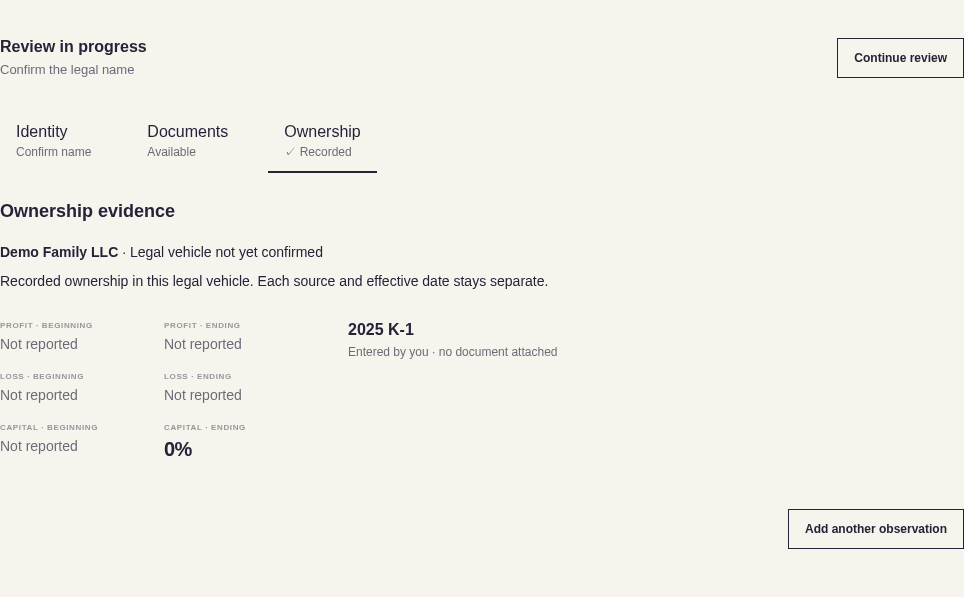 Review in progress
Confirm the legal name
Continue review
Identity
Confirm name
Documents
Available
Ownership
✓ Recorded
Ownership evidence
Demo Family LLC · Legal vehicle not yet confirmed
Recorded ownership in this legal vehicle. Each source and effective date stays separate.
PROFIT · BEGINNING
Not reported
PROFIT · ENDING
Not reported
LOSS · BEGINNING
Not reported
LOSS · ENDING
Not reported
CAPITAL · BEGINNING
Not reported
CAPITAL · ENDING
0%
2025 K-1
Entered by you · no document attached
Add another observation